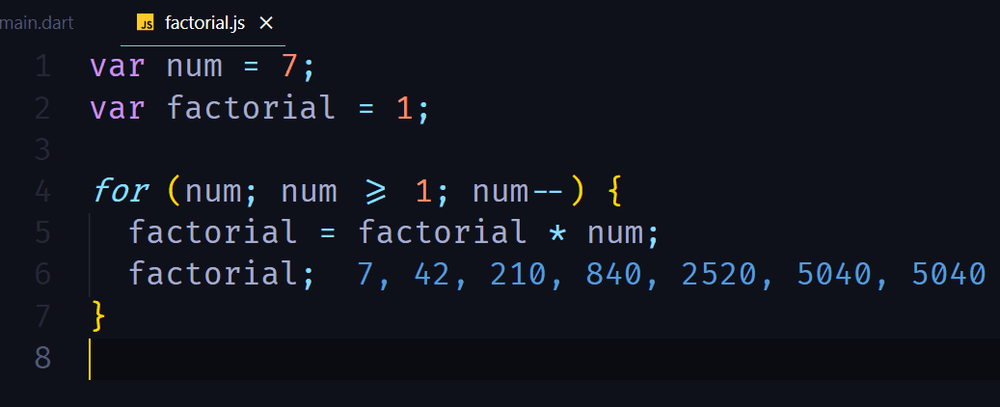 main.dart
JS factorial.js ×
1 var num = 7;
2 var factorial = 1;
3
4 for (num; num ⩾ 1; num--) {
5 factorial = factorial * num;
6 factorial; 7, 42, 210, 840, 2520, 5040, 5040
7 }
8